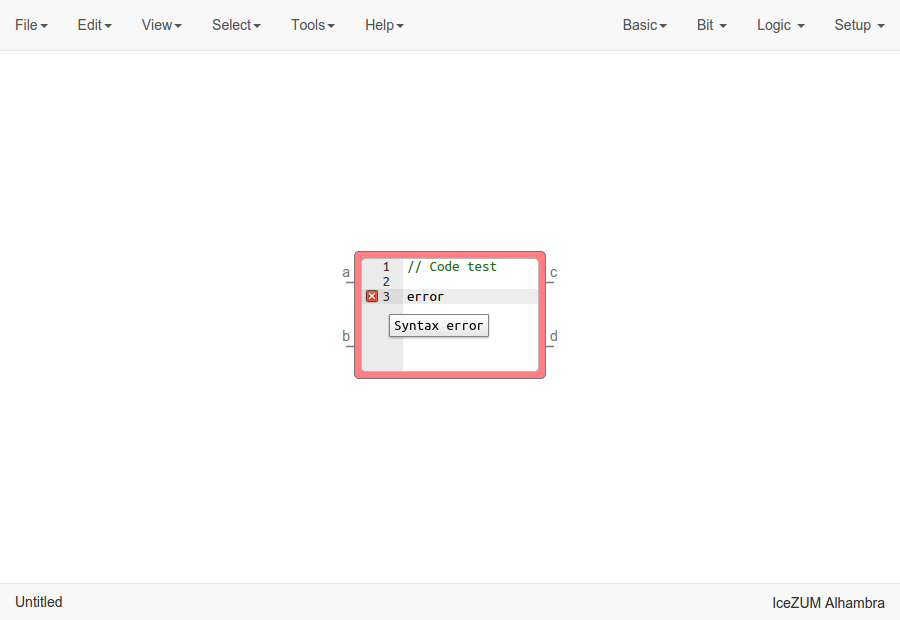 File Edit View Select Tools Help Basic Bit Logic Setup
a
b
1 // Code test
2
3 error
Syntax error
c
d
Untitled
IceZUM Alhambra